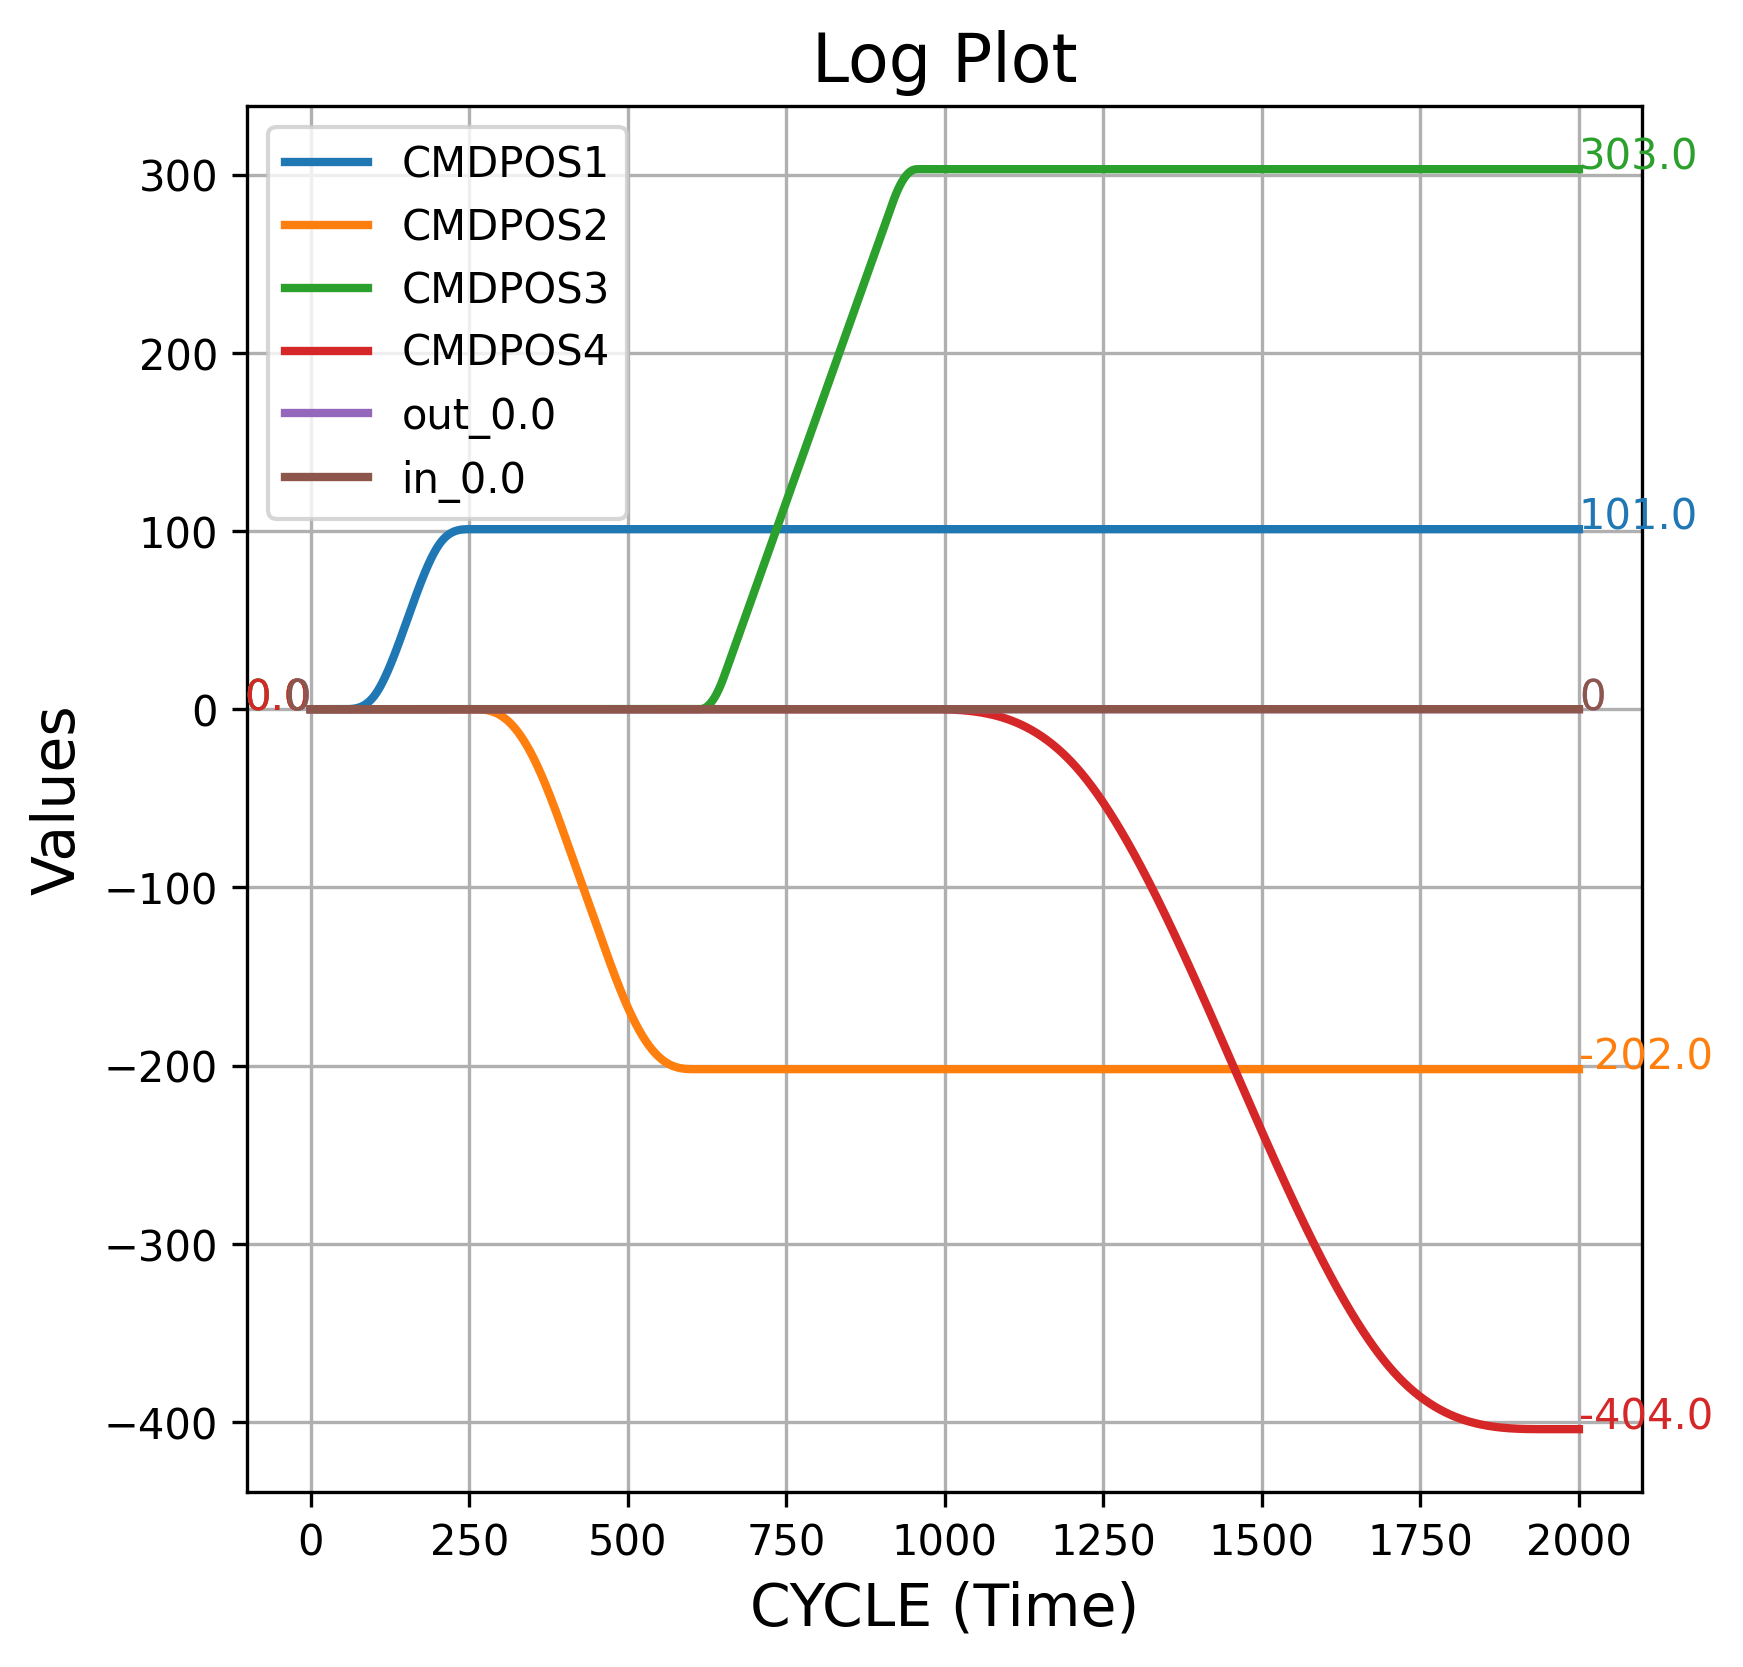 Log Plot
CMDPOS1
CMDPOS2
CMDPOS3
CMDPOS4
out_0.0
in_0.0
300
200
100
0
−100
−200
−300
−400
Values
303.0
101.0
0.0
0
-202.0
-404.0
0 250 500 750 1000 1250 1500 1750 2000
CYCLE (Time)